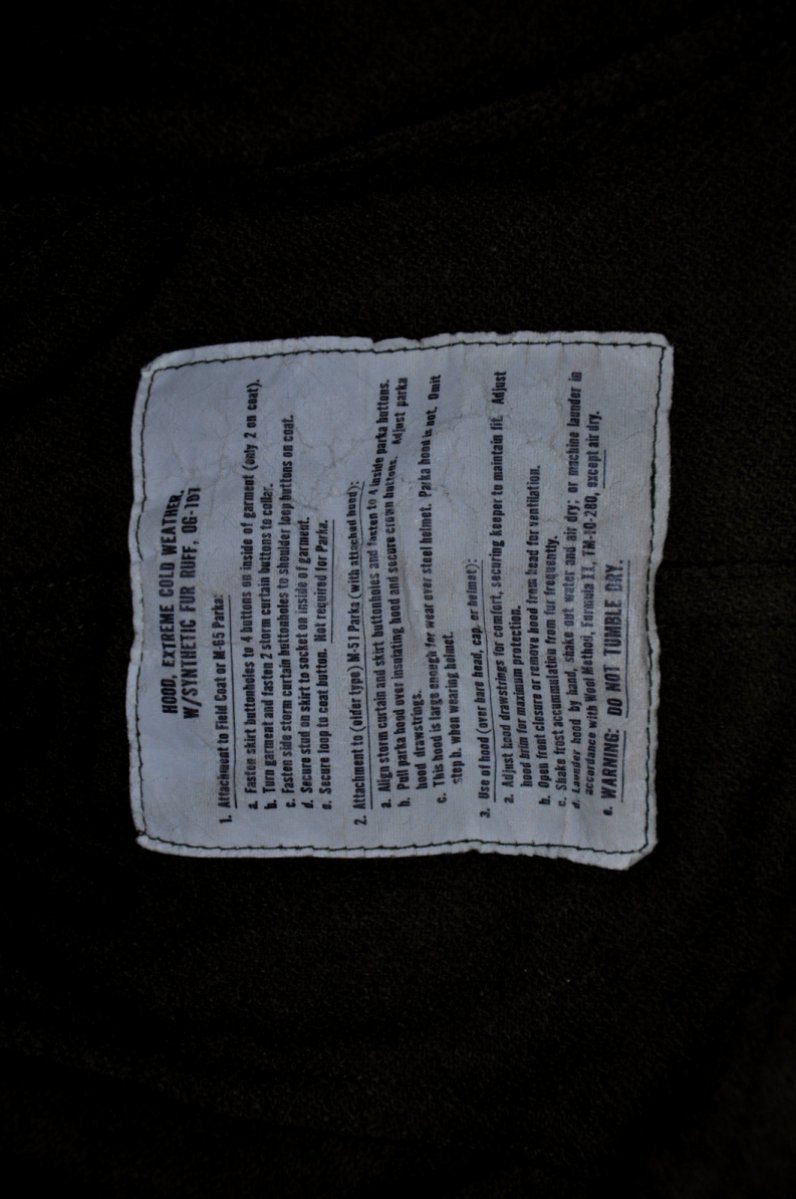 HOOD, EXTREME COLD WEATHER,
W/SYNTHETIC FUR RUFF, OG-107
1. Attachment to Field Coat or M-65 Parka:
a. Fasten skirt buttonholes to 4 buttons on inside of garment (only 2 on coat).
b. Turn garment and fasten 2 storm curtain buttons to collar.
c. Fasten side storm curtain buttonholes to shoulder loop buttons on coat.
d. Secure stud on skirt to socket on inside of garment.
e. Secure loop to coat button. Not required for Parka.
2. Attachment to (older type) M-51 Parka (with attached hood):
a. Align storm curtain and skirt buttonholes and fasten to 4 inside parka buttons.
b. Pull parka hood over insulating hood and secure crown buttons. Adjust parka
hood drawstrings.
c. This hood is large enough for wear over steel helmet. Parka hood is not. Omit
step b. when wearing helmet.
3. Use of hood (over bare head, cap, or helmet):
a. Adjust hood drawstrings for comfort, securing keeper to maintain fit. Adjust
hood brim for maximum protection.
b. Open front closure or remove hood from head for ventilation.
c. Shake frost accumulation from fur frequently.
d. Launder hood by hand, shake out water and air dry; or machine launder in
accordance with Wool Method, Formula II, TM-10-280, except air dry.
e. WARNING: DO NOT TUMBLE DRY.